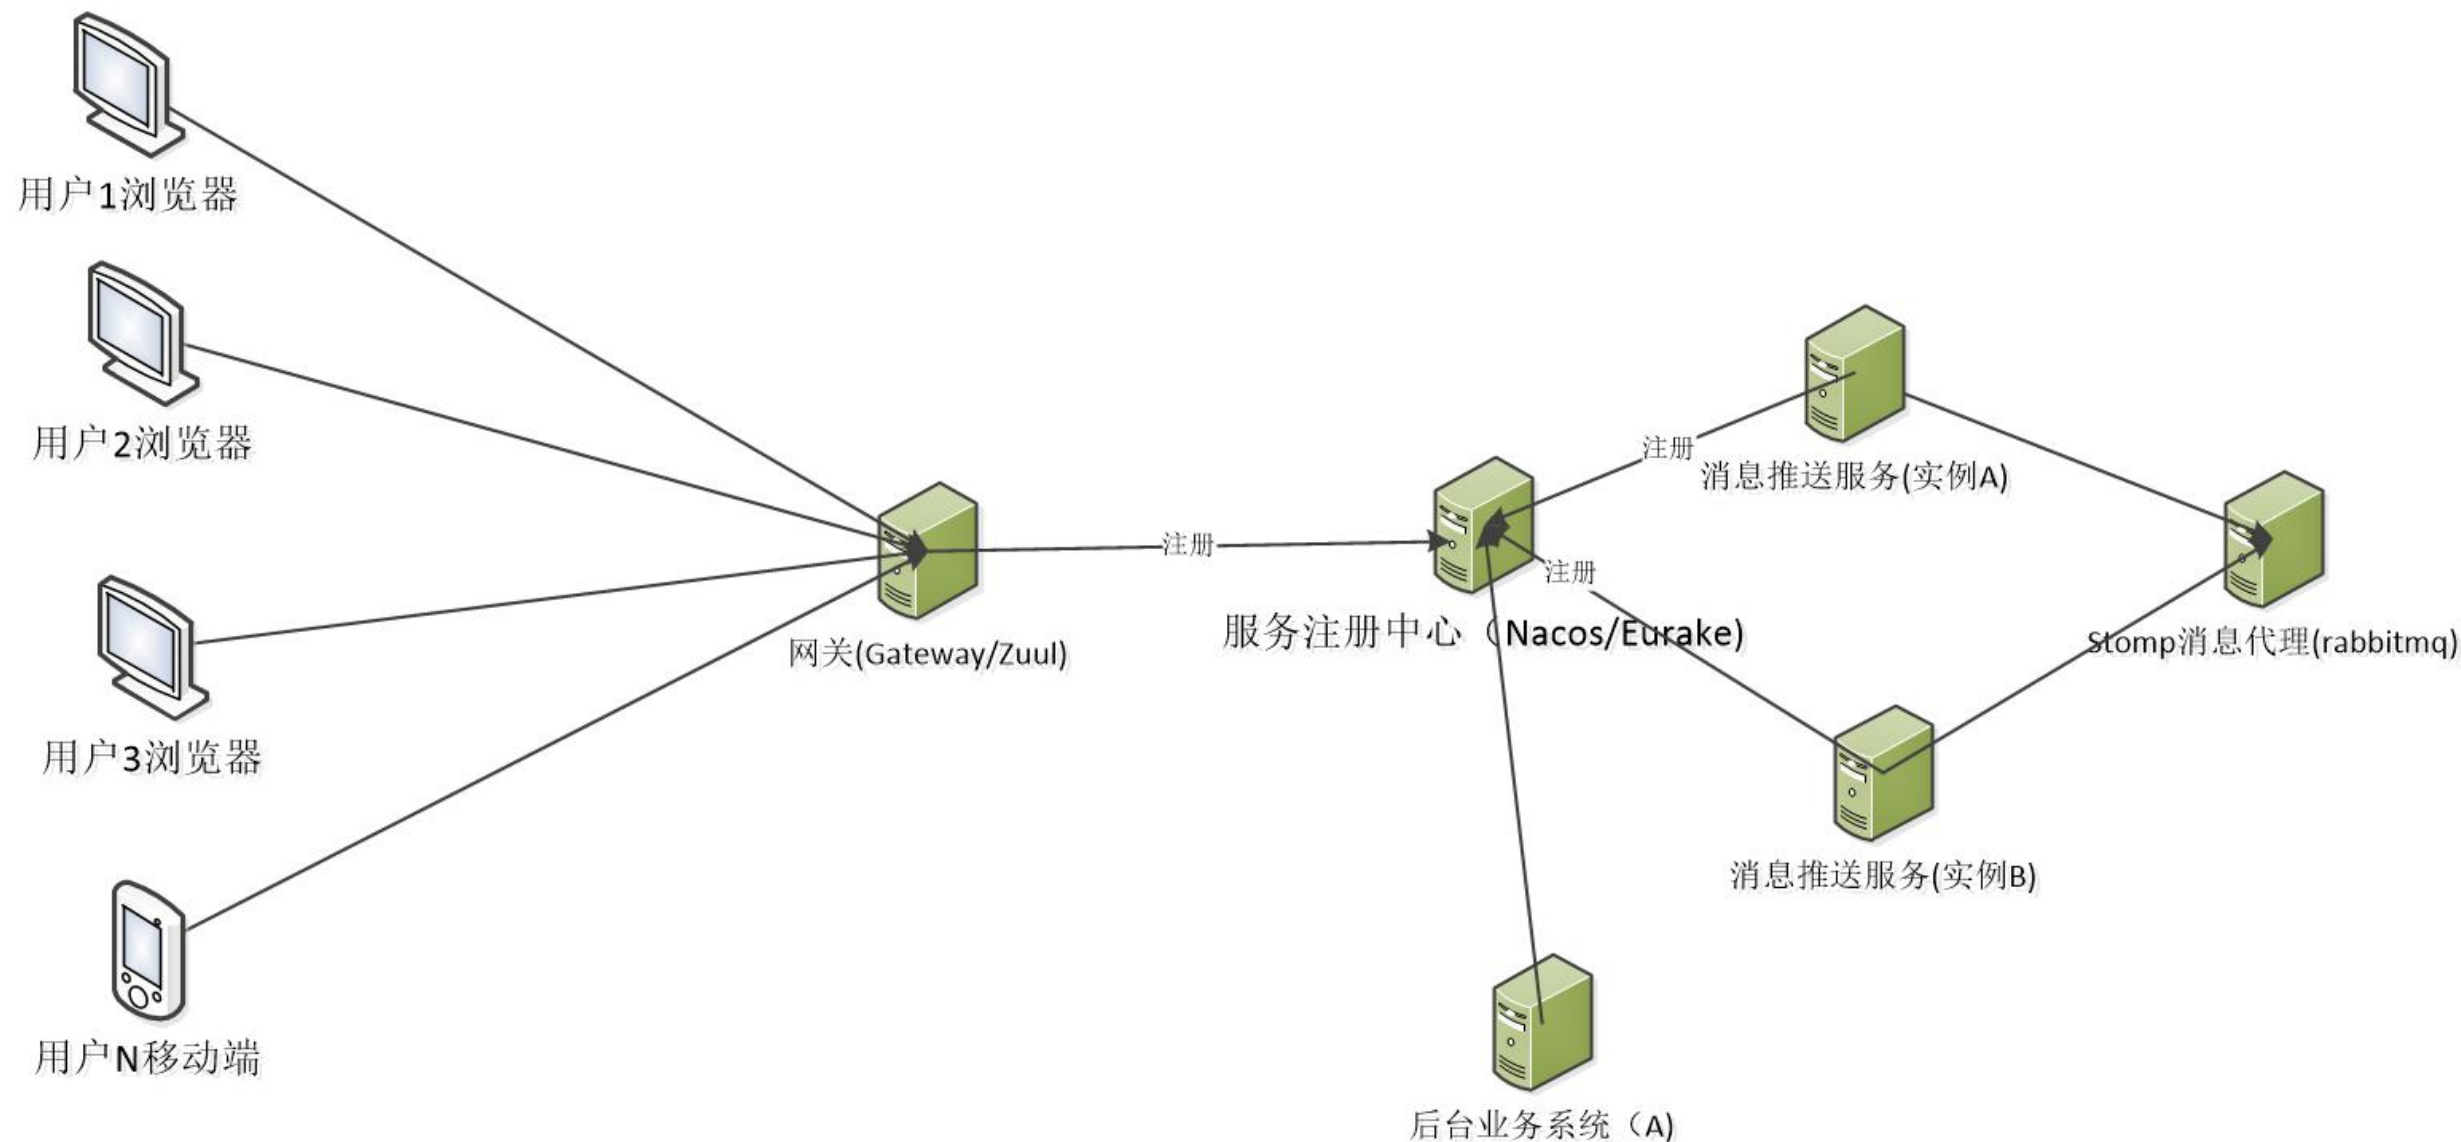 用户1浏览器
用户2浏览器
用户3浏览器
用户N移动端
网关(Gateway/Zuul)
注册
服务注册中心（Nacos/Eurake)
注册
注册
消息推送服务(实例A)
消息推送服务(实例B)
Stomp消息代理(rabbitmq)
后台业务系统（A)